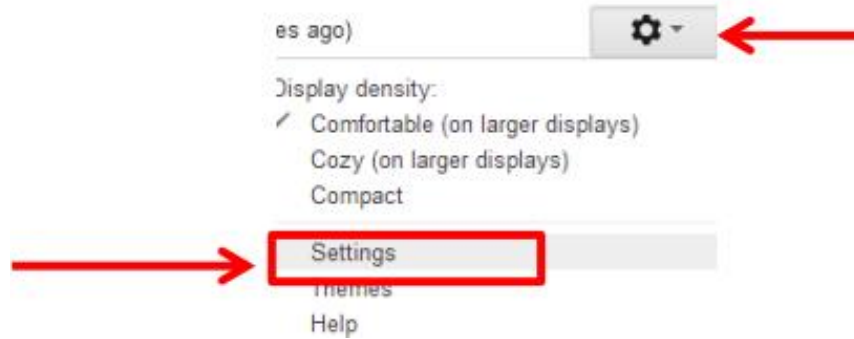 es ago)
Display density:
Comfortable (on larger displays)
Cozy (on larger displays)
Compact
Settings
Themes
Help